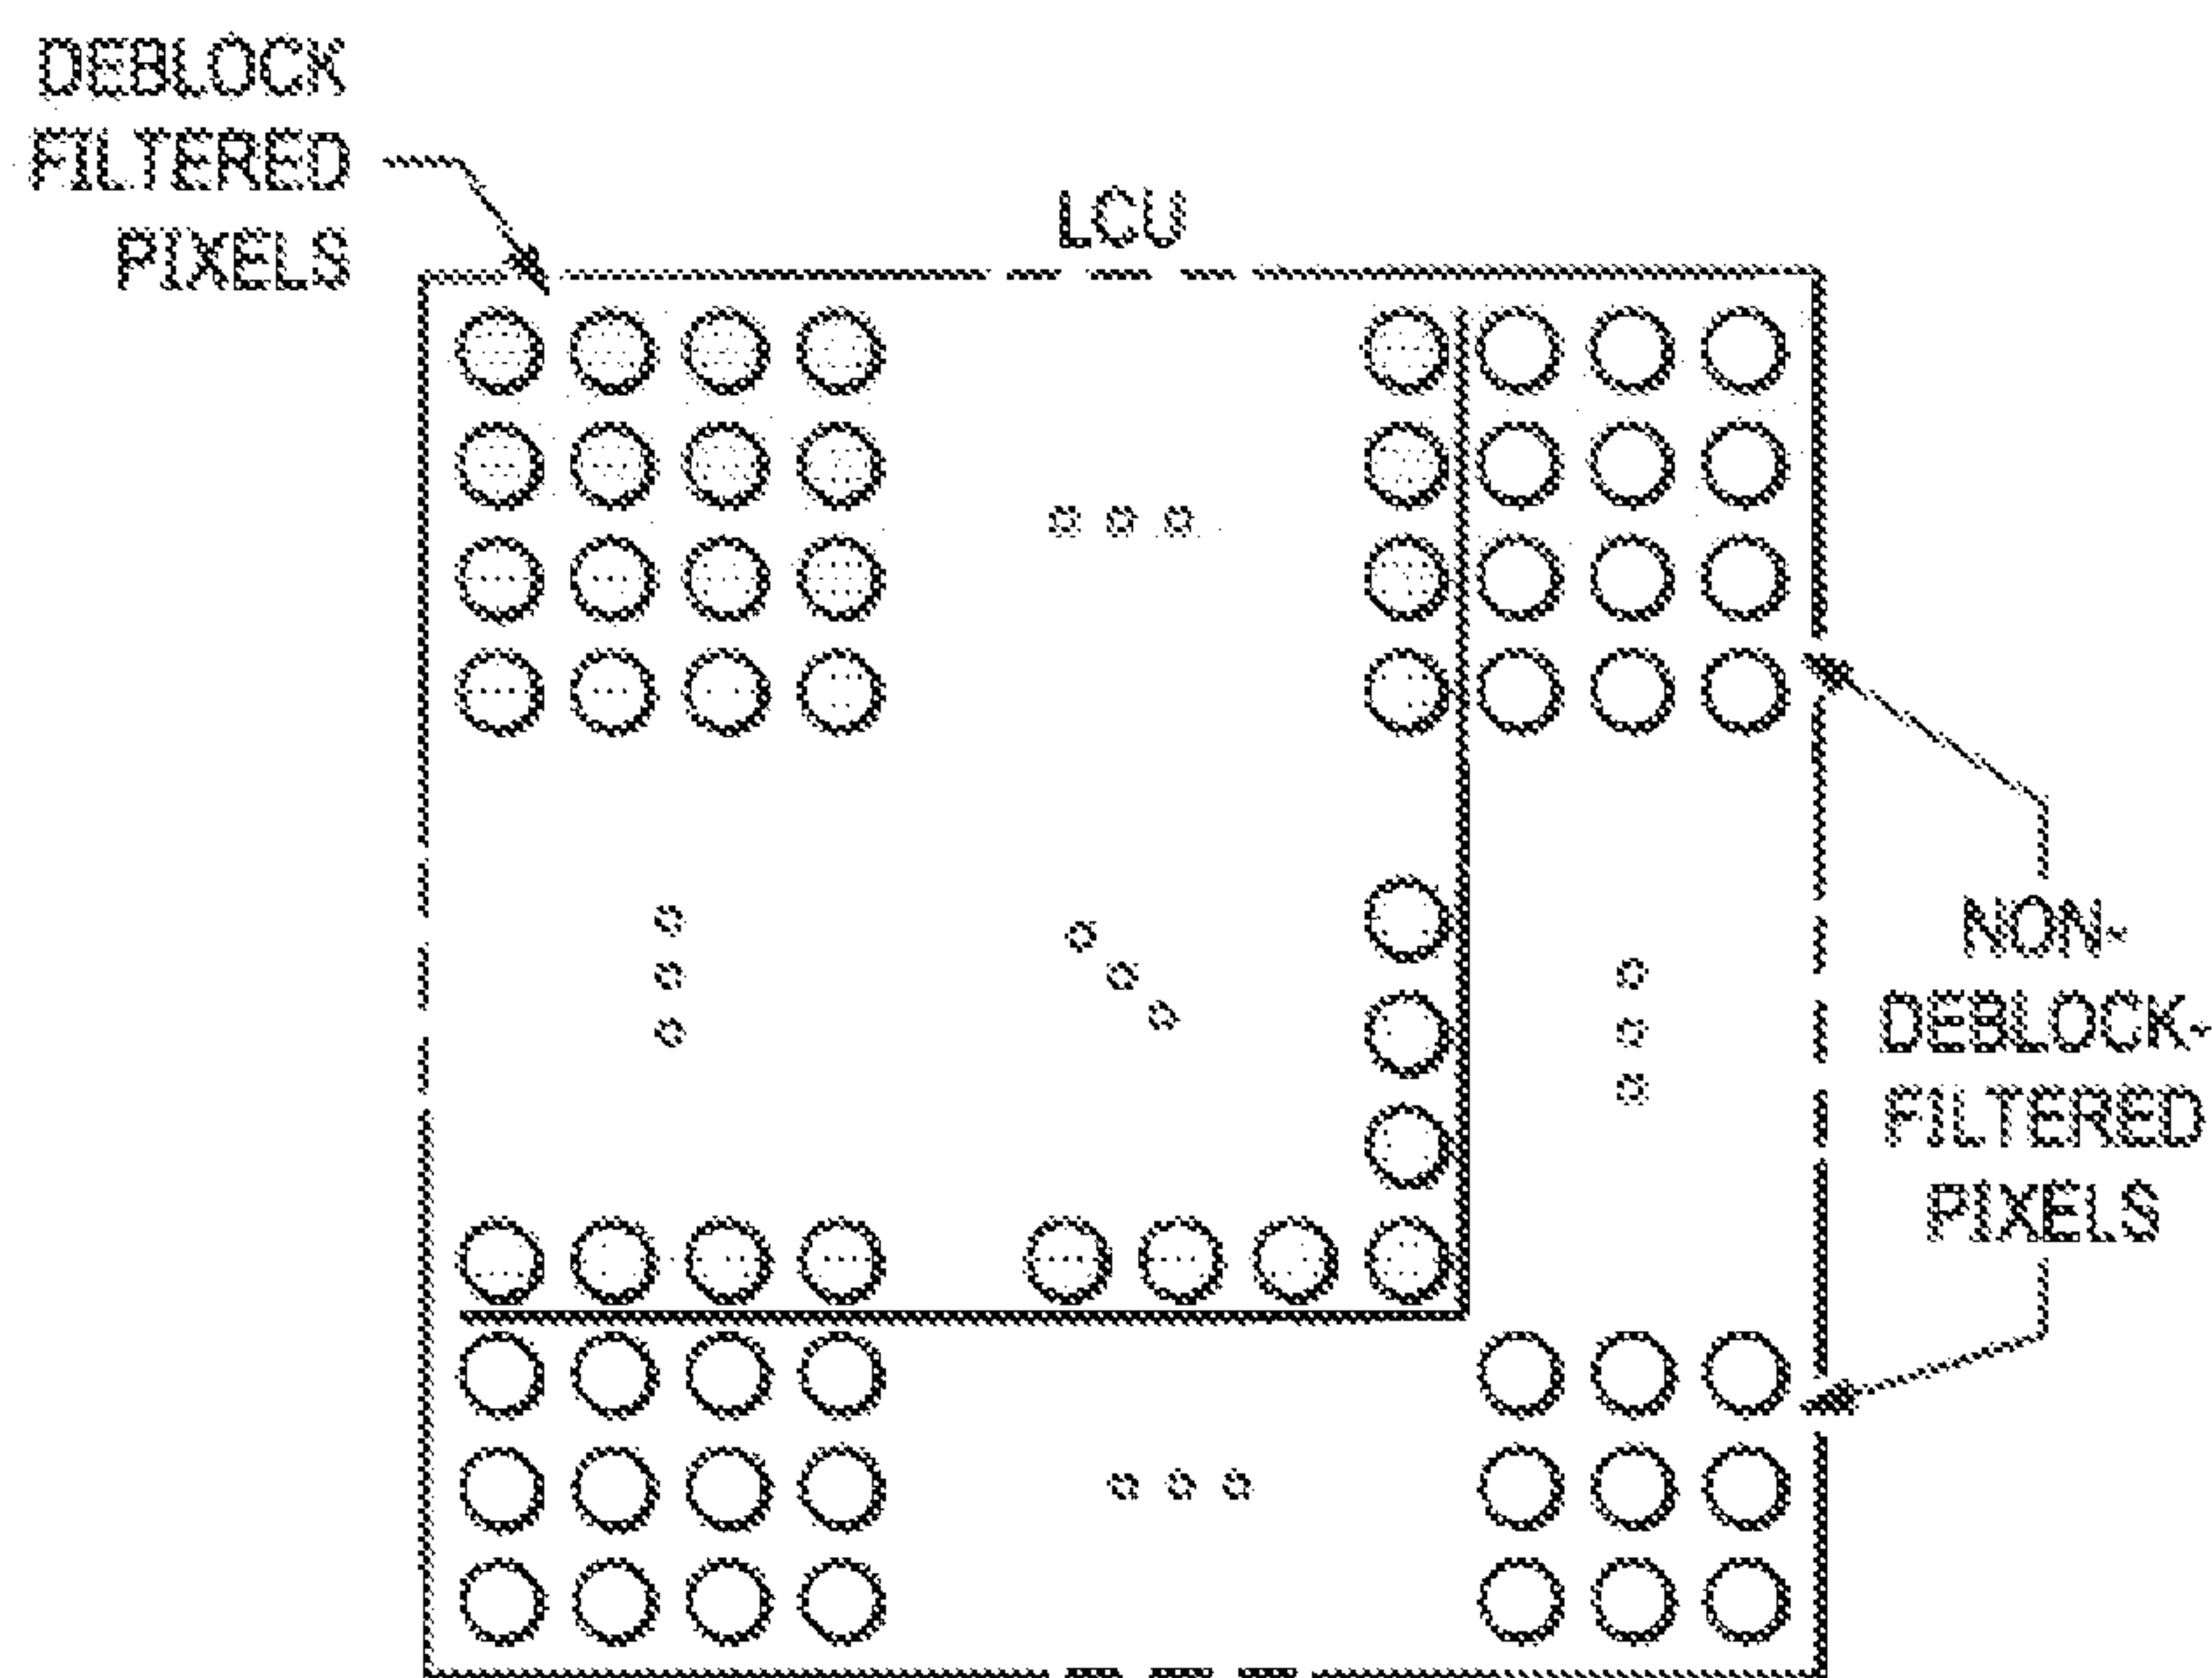 DEBLOCK
FILTERED
PIXELS
LCU
NON-
DEBLOCK-
FILTERED
PIXELS